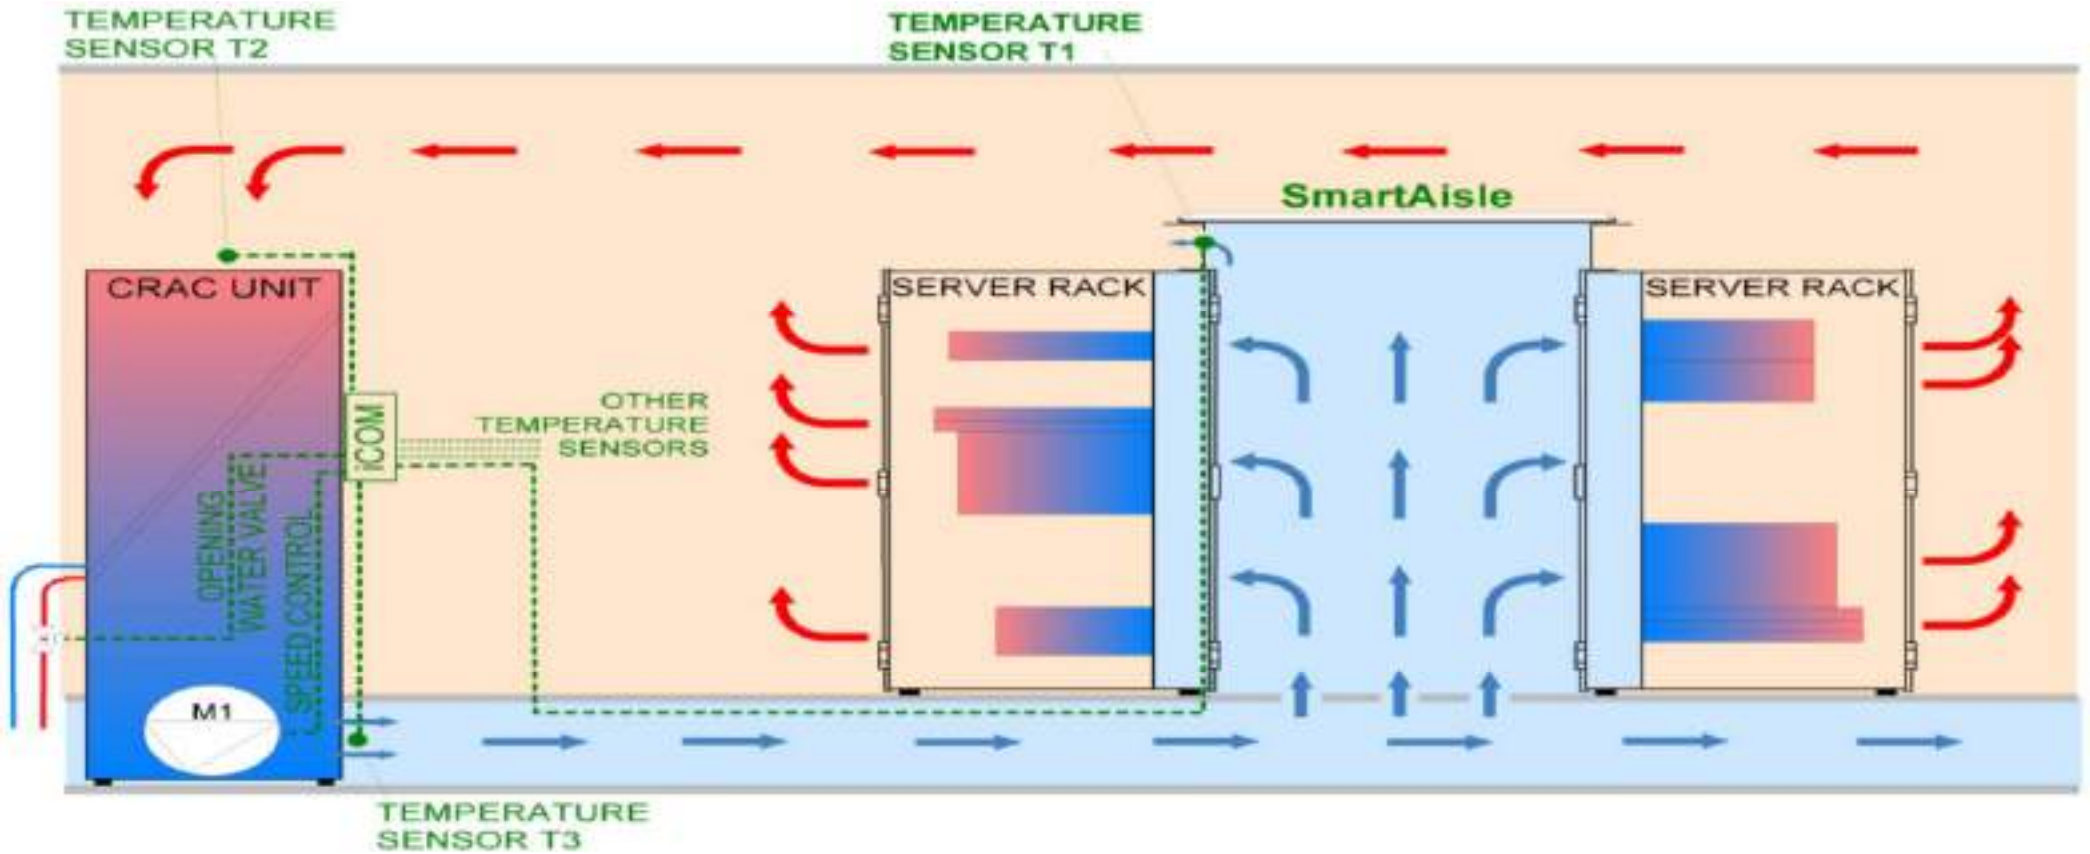 TEMPERATURE
SENSOR T2
TEMPERATURE
SENSOR T1
SmartAisle
CRAC UNIT
SERVER RACK
SERVER RACK
iCOM
OTHER
TEMPERATURE
SENSORS
OPENING
WATER VALVE
SPEED CONTROL
M1
TEMPERATURE
SENSOR T3